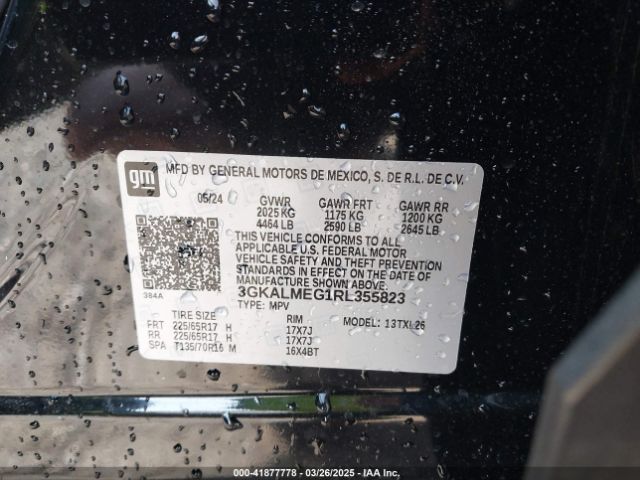 gm
MFD BY GENERAL MOTORS DE MEXICO, S. DE R.L. DE C.V.
05/24 GVWR GAWR FRT GAWR RR
2025 KG 1175 KG 1200 KG
4464 LB 2590 LB 2645 LB
THIS VEHICLE CONFORMS TO ALL
APPLICABLE U.S. FEDERAL MOTOR
VEHICLE SAFETY AND THEFT PREVENTION
STANDARDS IN EFFECT ON THE DATE OF
MANUFACTURE SHOWN ABOVE.
384A 3GKALMEG1RL355823
TYPE: MPV
TIRE SIZE RIM MODEL: 13TXL26
FRT 225/65R17 H 17X7J
RR 225/65R17 H 17X7J
SPA T135/70R16 M 16X4BT
000-41877778 — 03/26/2025 — IAA Inc.